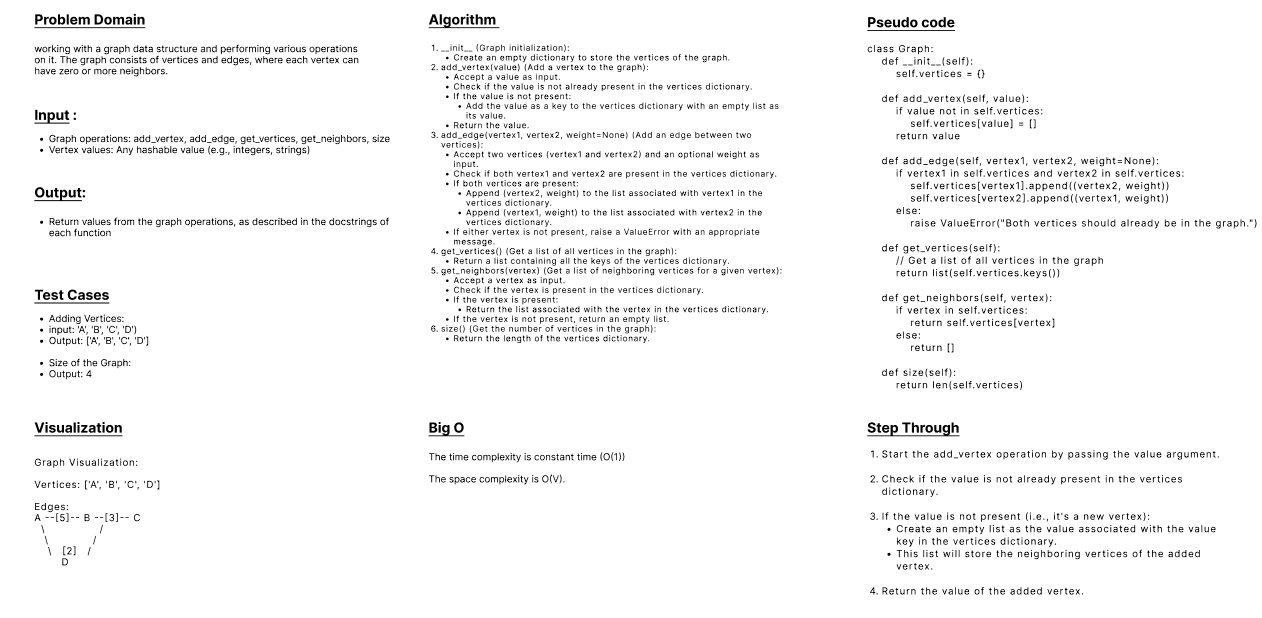 Problem Domain
working with a graph data structure and performing various operations
on it. The graph consists of vertices and edges, where each vertex can
have zero or more neighbors.
Input :
• Graph operations: add_vertex, add_edge, get_vertices, get_neighbors, size
• Vertex values: Any hashable value (e.g., integers, strings)
Output:
• Return values from the graph operations, as described in the docstrings of
each function
Test Cases
• Adding Vertices:
• input: 'A', 'B', 'C', 'D')
• Output: ['A', 'B', 'C', 'D']
• Size of the Graph:
• Output: 4
Algorithm
1. __init__ (Graph initialization):
• Create an empty dictionary to store the vertices of the graph.
2. add_vertex(value) (Add a vertex to the graph):
• Accept a value as input.
• Check if the value is not already present in the vertices dictionary.
• If the value is not present:
• Add the value as a key to the vertices dictionary with an empty list as
its value.
• Return the value.
3. add_edge(vertex1, vertex2, weight=None) (Add an edge between two
vertices):
• Accept two vertices (vertex1 and vertex2) and an optional weight as
input.
• Check if both vertex1 and vertex2 are present in the vertices dictionary.
• If both vertices are present:
• Append (vertex2, weight) to the list associated with vertex1 in the
vertices dictionary.
• Append (vertex1, weight) to the list associated with vertex2 in the
vertices dictionary.
• If either vertex is not present, raise a ValueError with an appropriate
message.
4. get_vertices() (Get a list of all vertices in the graph):
• Return a list containing all the keys of the vertices dictionary.
5. get_neighbors(vertex) (Get a list of neighboring vertices for a given vertex):
• Accept a vertex as input.
• Check if the vertex is present in the vertices dictionary.
• If the vertex is present:
• Return the list associated with the vertex in the vertices dictionary.
• If the vertex is not present, return an empty list.
6. size() (Get the number of vertices in the graph):
• Return the length of the vertices dictionary.
Pseudo code
class Graph:
def __init__(self):
self.vertices = {}
def add_vertex(self, value):
if value not in self.vertices:
self.vertices[value] = []
return value
def add_edge(self, vertex1, vertex2, weight=None):
if vertex1 in self.vertices and vertex2 in self.vertices:
self.vertices[vertex1].append((vertex2, weight))
self.vertices[vertex2].append((vertex1, weight))
else:
raise ValueError("Both vertices should already be in the graph.")
def get_vertices(self):
// Get a list of all vertices in the graph
return list(self.vertices.keys())
def get_neighbors(self, vertex):
if vertex in self.vertices:
return self.vertices[vertex]
else:
return []
def size(self):
return len(self.vertices)
Visualization
Graph Visualization:
Vertices: ['A', 'B', 'C', 'D']
Edges:
A --[5]-- B --[3]-- C
\ /
\ /
\ [2] /
D
Big O
The time complexity is constant time (O(1))
The space complexity is O(V).
Step Through
1. Start the add_vertex operation by passing the value argument.
2. Check if the value is not already present in the vertices
dictionary.
3. If the value is not present (i.e., it's a new vertex):
• Create an empty list as the value associated with the value
key in the vertices dictionary.
• This list will store the neighboring vertices of the added
vertex.
4. Return the value of the added vertex.